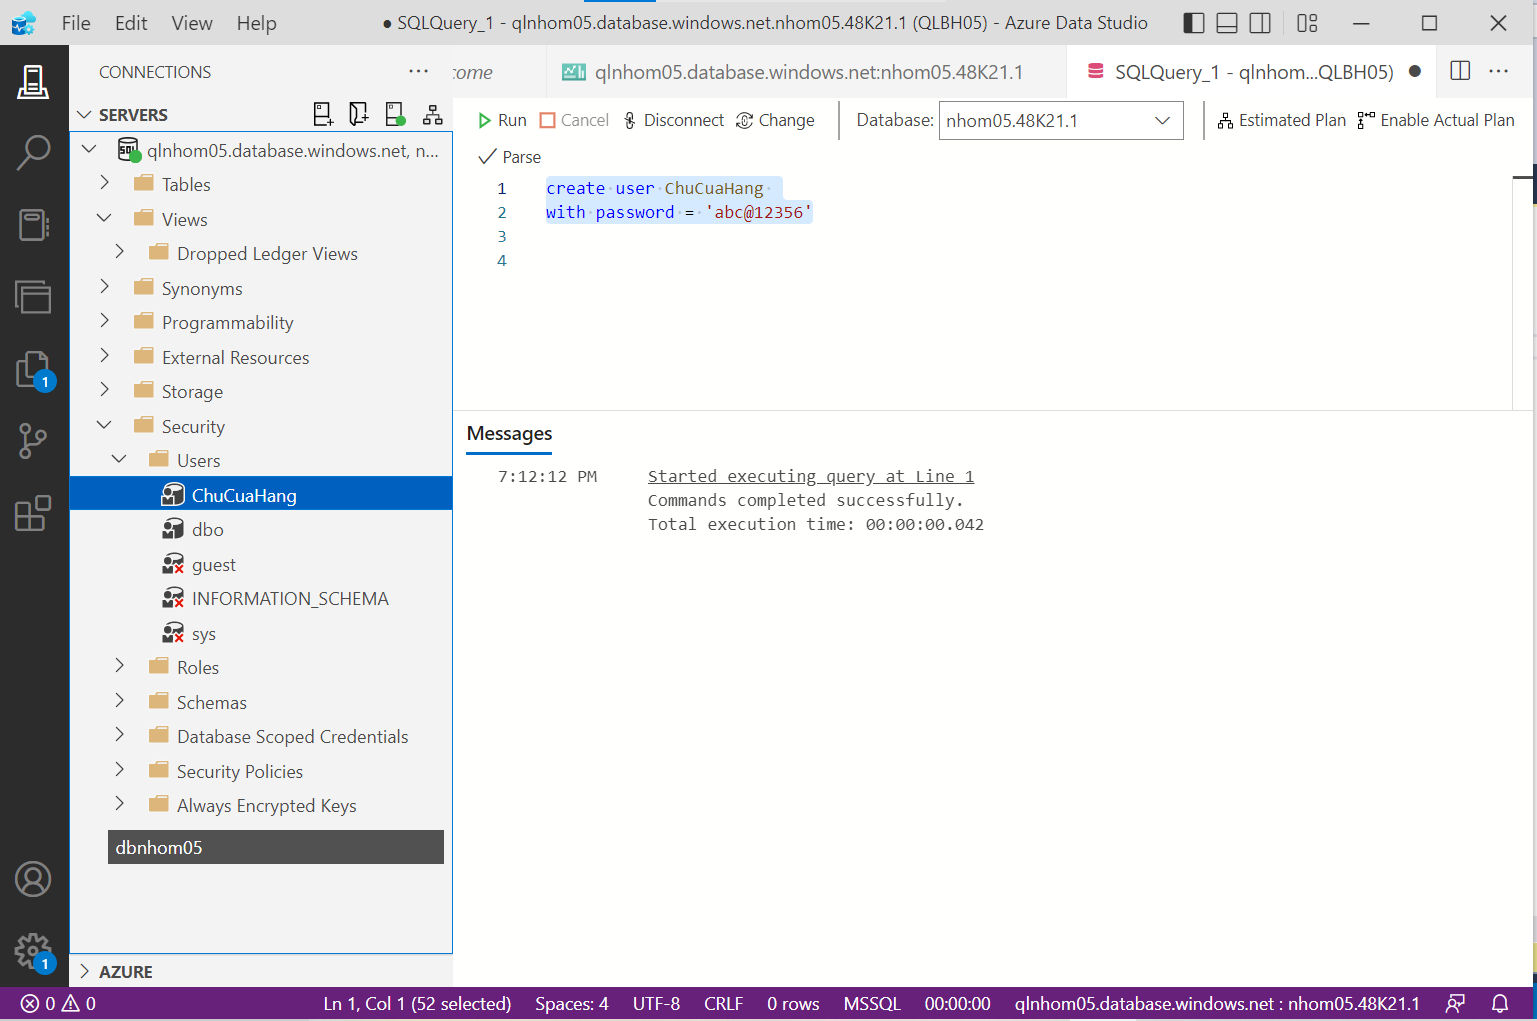 File Edit View Help
● SQLQuery_1 - qlnhom05.database.windows.net.nhom05.48K21.1 (QLBH05) - Azure Data Studio
CONNECTIONS
come
qlnhom05.database.windows.net:nhom05.48K21.1
SQLQuery_1 - qlnhom...QLBH05)
SERVERS
Run Cancel Disconnect Change Database: nhom05.48K21.1 Estimated Plan Enable Actual Plan
Parse
qlnhom05.database.windows.net, n...
Tables
Views
Dropped Ledger Views
Synonyms
Programmability
External Resources
Storage
Security
Users
ChuCuaHang
dbo
guest
INFORMATION_SCHEMA
sys
Roles
Schemas
Database Scoped Credentials
Security Policies
Always Encrypted Keys
dbnhom05
AZURE
1 create user ChuCuaHang
2 with password = 'abc@12356'
3
4
Messages
7:12:12 PM Started executing query at Line 1
Commands completed successfully.
Total execution time: 00:00:00.042
1
1
0 0 Ln 1, Col 1 (52 selected) Spaces: 4 UTF-8 CRLF 0 rows MSSQL 00:00:00 qlnhom05.database.windows.net : nhom05.48K21.1